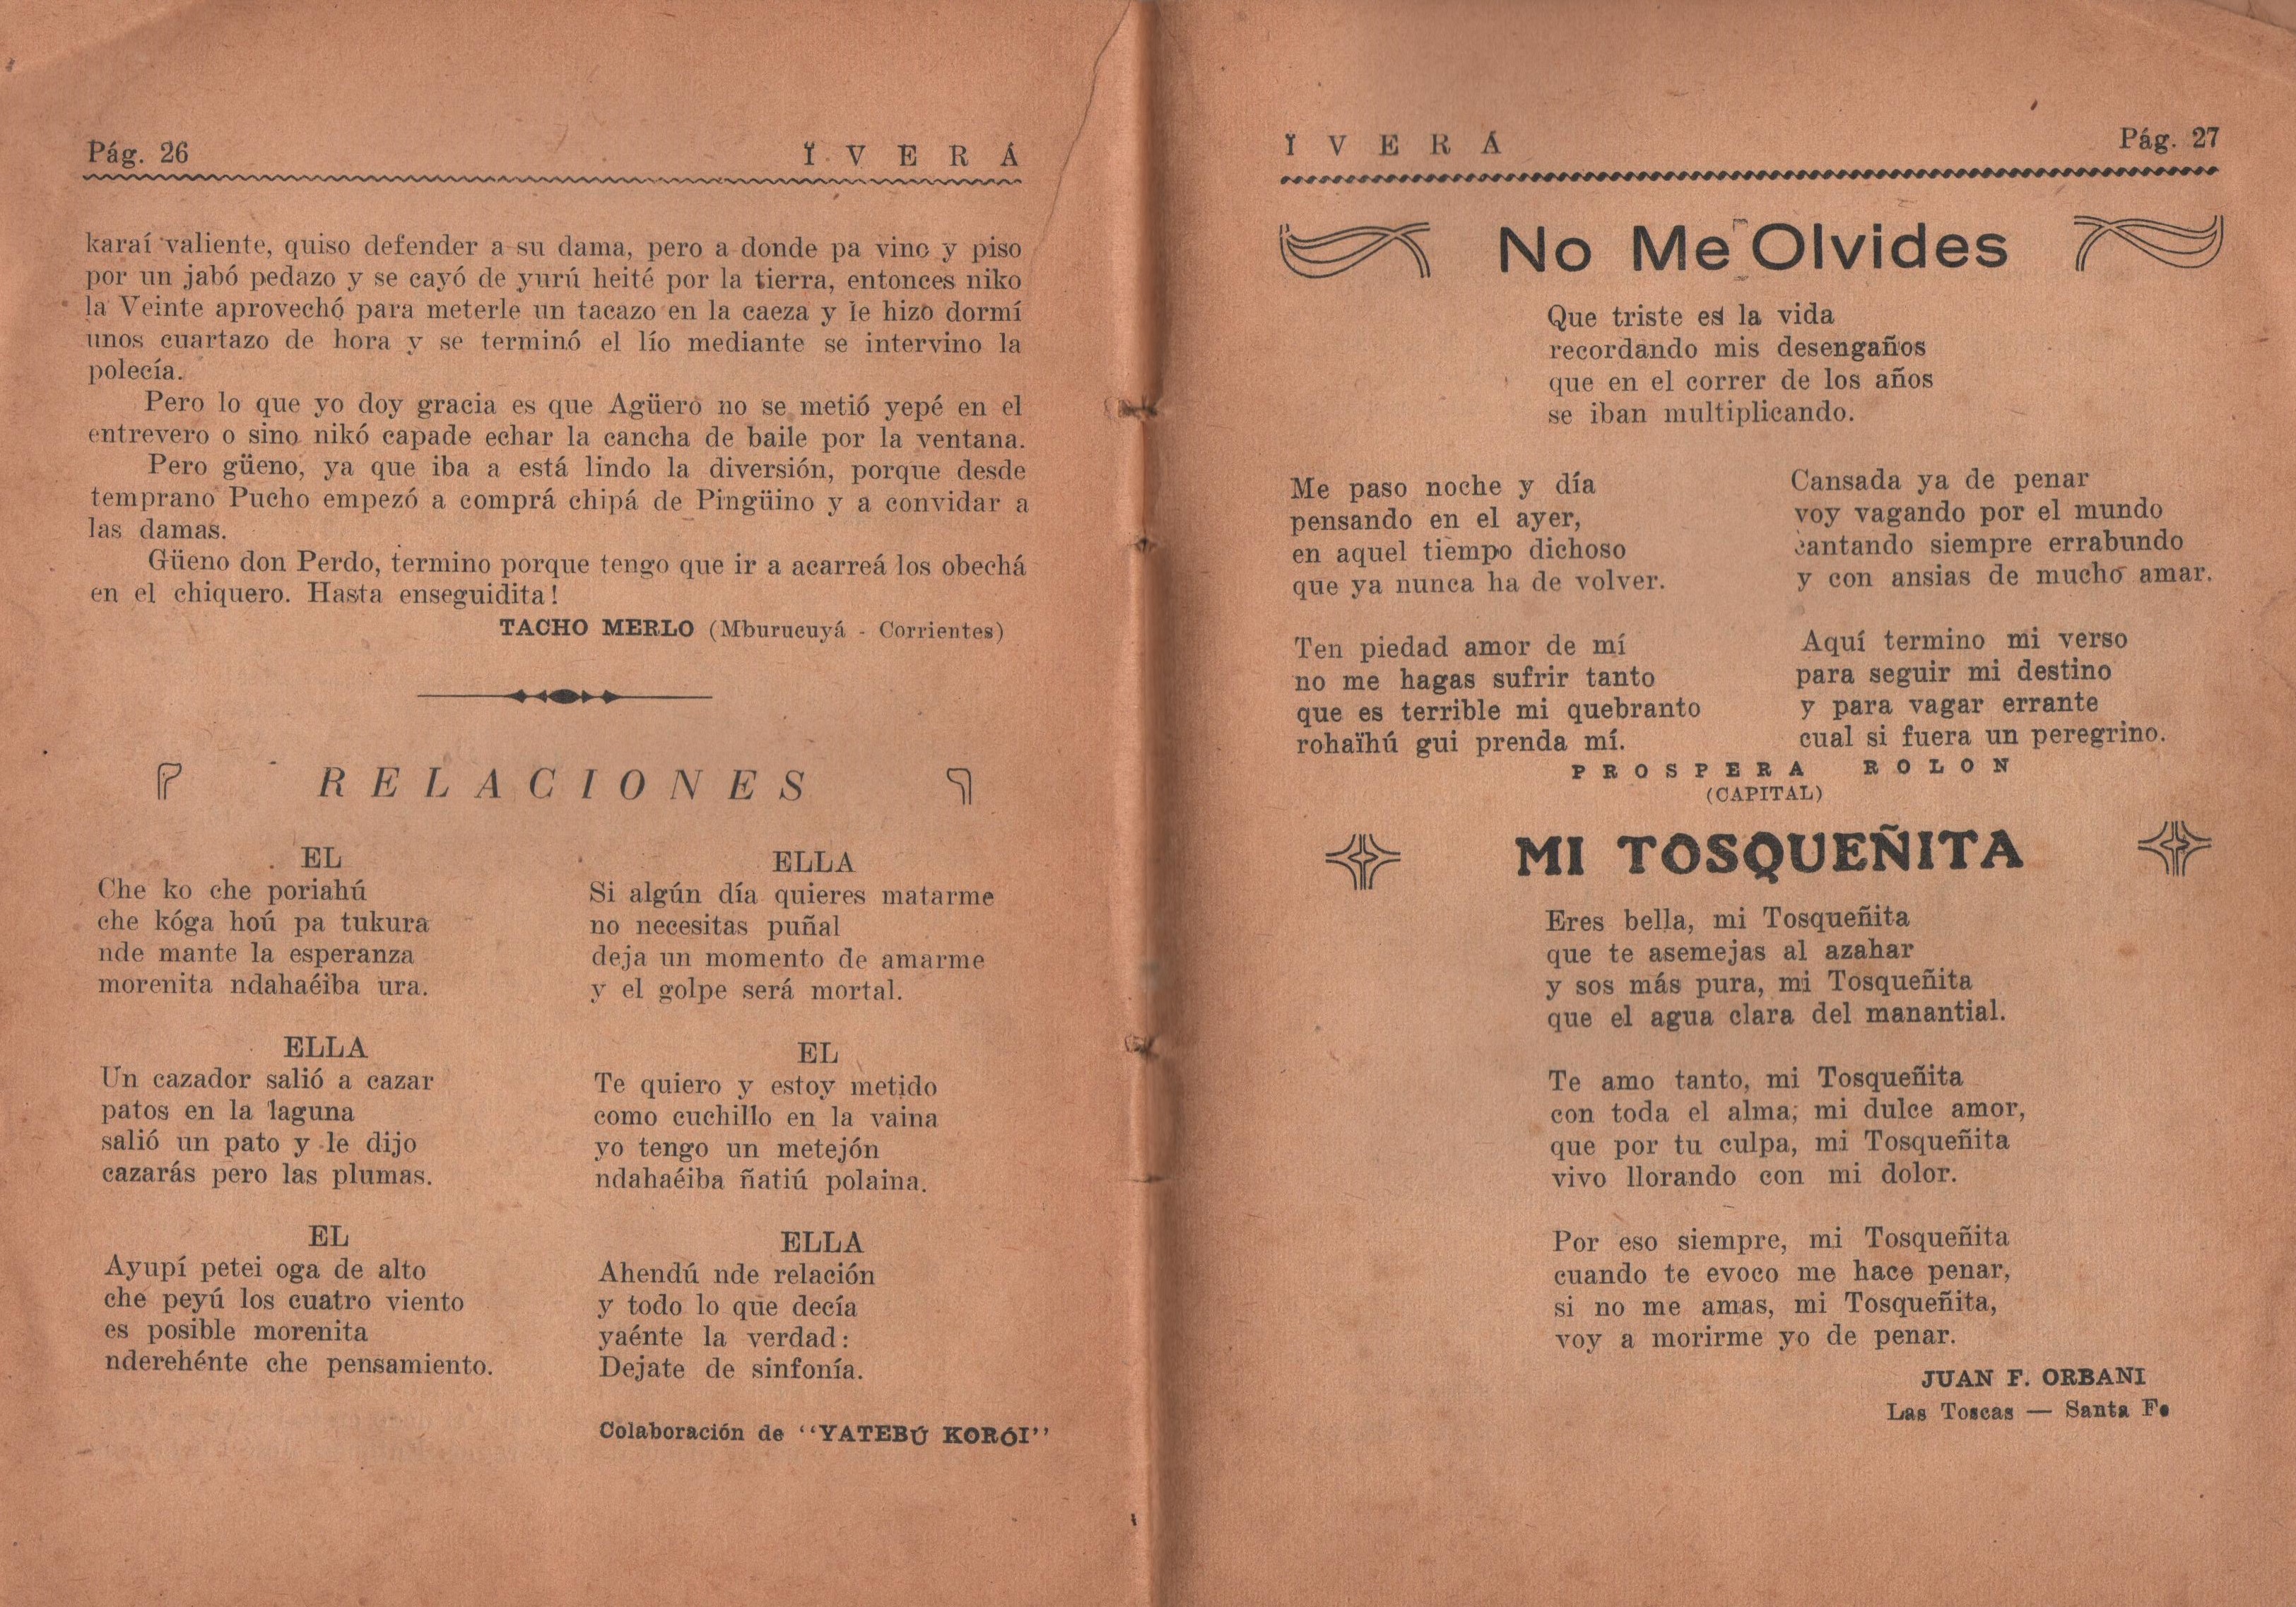 Pág. 26
Ï V E R Á
karaí valiente, quiso defender a su dama, pero a donde pa vino y piso
por un jabó pedazo y se cayó de yurú heité por la tierra, entonces niko
la Veinte aprovechó para meterle un tacazo en la caeza y le hizo dormí
unos cuartazo de hora y se terminó el lío mediante se intervino la
polecía.
Pero lo que yo doy gracia es que Agüero no se metió yepé en el
entrevero o sino nikó capade echar la cancha de baile por la ventana.
Pero güeno, ya que iba a está lindo la diversión, porque desde
temprano Pucho empezó a comprá chipá de Pingüino y a convidar a
las damas.
Güeno don Perdo, termino porque tengo que ir a acarreá los obechá
en el chiquero. Hasta enseguidita!
TACHO MERLO (Mburucuyá - Corrientes)
RELACIONES
EL
Che ko che poriahú
che kóga hoú pa tukura
nde mante la esperanza
morenita ndahaéiba ura.
ELLA
Un cazador salió a cazar
patos en la laguna
salió un pato y le dijo
cazarás pero las plumas.
EL
Ayupí petei oga de alto
che peyú los cuatro viento
es posible morenita
nderehénte che pensamiento.
ELLA
Si algún día quieres matarme
no necesitas puñal
deja un momento de amarme
y el golpe será mortal.
EL
Te quiero y estoy metido
como cuchillo en la vaina
yo tengo un metejón
ndahaéiba ñatiú polaina.
ELLA
Ahendú nde relación
y todo lo que decía
yaénte la verdad:
Dejate de sinfonía.
Colaboración de "YATEBÚ KORÓI"
Ï V E R Á
Pág. 27
No Me Olvides
Que triste es la vida
recordando mis desengaños
que en el correr de los años
se iban multiplicando.
Me paso noche y día
pensando en el ayer,
en aquel tiempo dichoso
que ya nunca ha de volver.
Ten piedad amor de mí
no me hagas sufrir tanto
que es terrible mi quebranto
rohaïhú gui prenda mí.
Cansada ya de penar
voy vagando por el mundo
cantando siempre errabundo
y con ansias de mucho amar.
Aquí termino mi verso
para seguir mi destino
y para vagar errante
cual si fuera un peregrino.
PROSPERA ROLON
(CAPITAL)
MI TOSQUEÑITA
Eres bella, mi Tosqueñita
que te asemejas al azahar
y sos más pura, mi Tosqueñita
que el agua clara del manantial.
Te amo tanto, mi Tosqueñita
con toda el alma, mi dulce amor,
que por tu culpa, mi Tosqueñita
vivo llorando con mi dolor.
Por eso siempre, mi Tosqueñita
cuando te evoco me hace penar,
si no me amas, mi Tosqueñita,
voy a morirme yo de penar.
JUAN F. ORBANI
Las Toscas — Santa Fe